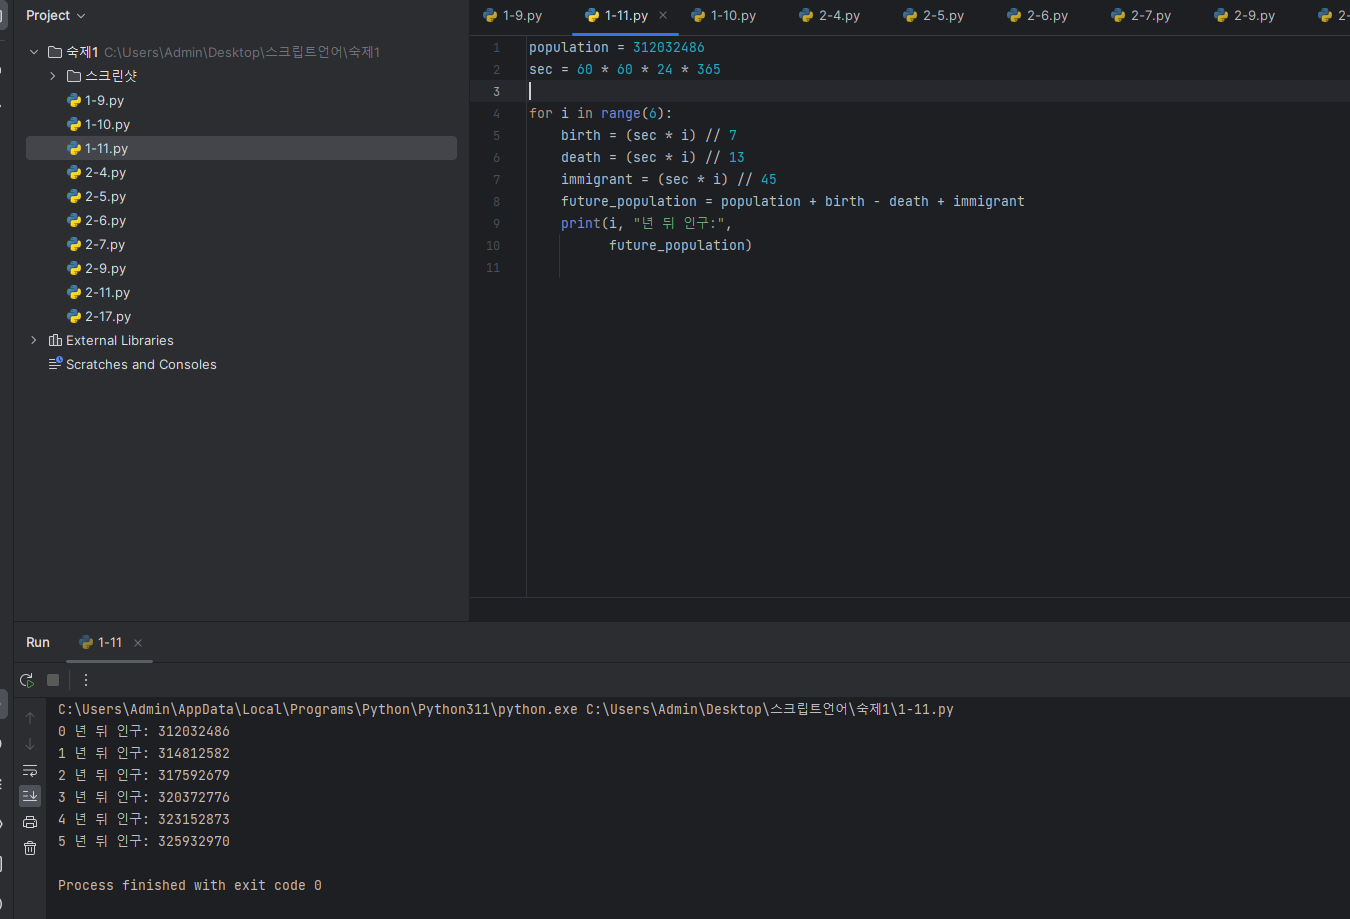 Project
숙제1 C:\Users\Admin\Desktop\스크립트언어\숙제1
스크린샷
1-9.py
1-10.py
1-11.py
2-4.py
2-5.py
2-6.py
2-7.py
2-9.py
2-11.py
2-17.py
External Libraries
Scratches and Consoles
1-9.py 1-11.py 1-10.py 2-4.py 2-5.py 2-6.py 2-7.py 2-9.py 2-
1 population = 312032486
2 sec = 60 * 60 * 24 * 365
3
4 for i in range(6):
5 birth = (sec * i) // 7
6 death = (sec * i) // 13
7 immigrant = (sec * i) // 45
8 future_population = population + birth - death + immigrant
9 print(i, "년 뒤 인구:",
10 future_population)
11
Run 1-11
C:\Users\Admin\AppData\Local\Programs\Python\Python311\python.exe C:\Users\Admin\Desktop\스크립트언어\숙제1\1-11.py
0 년 뒤 인구: 312032486
1 년 뒤 인구: 314812582
2 년 뒤 인구: 317592679
3 년 뒤 인구: 320372776
4 년 뒤 인구: 323152873
5 년 뒤 인구: 325932970
Process finished with exit code 0